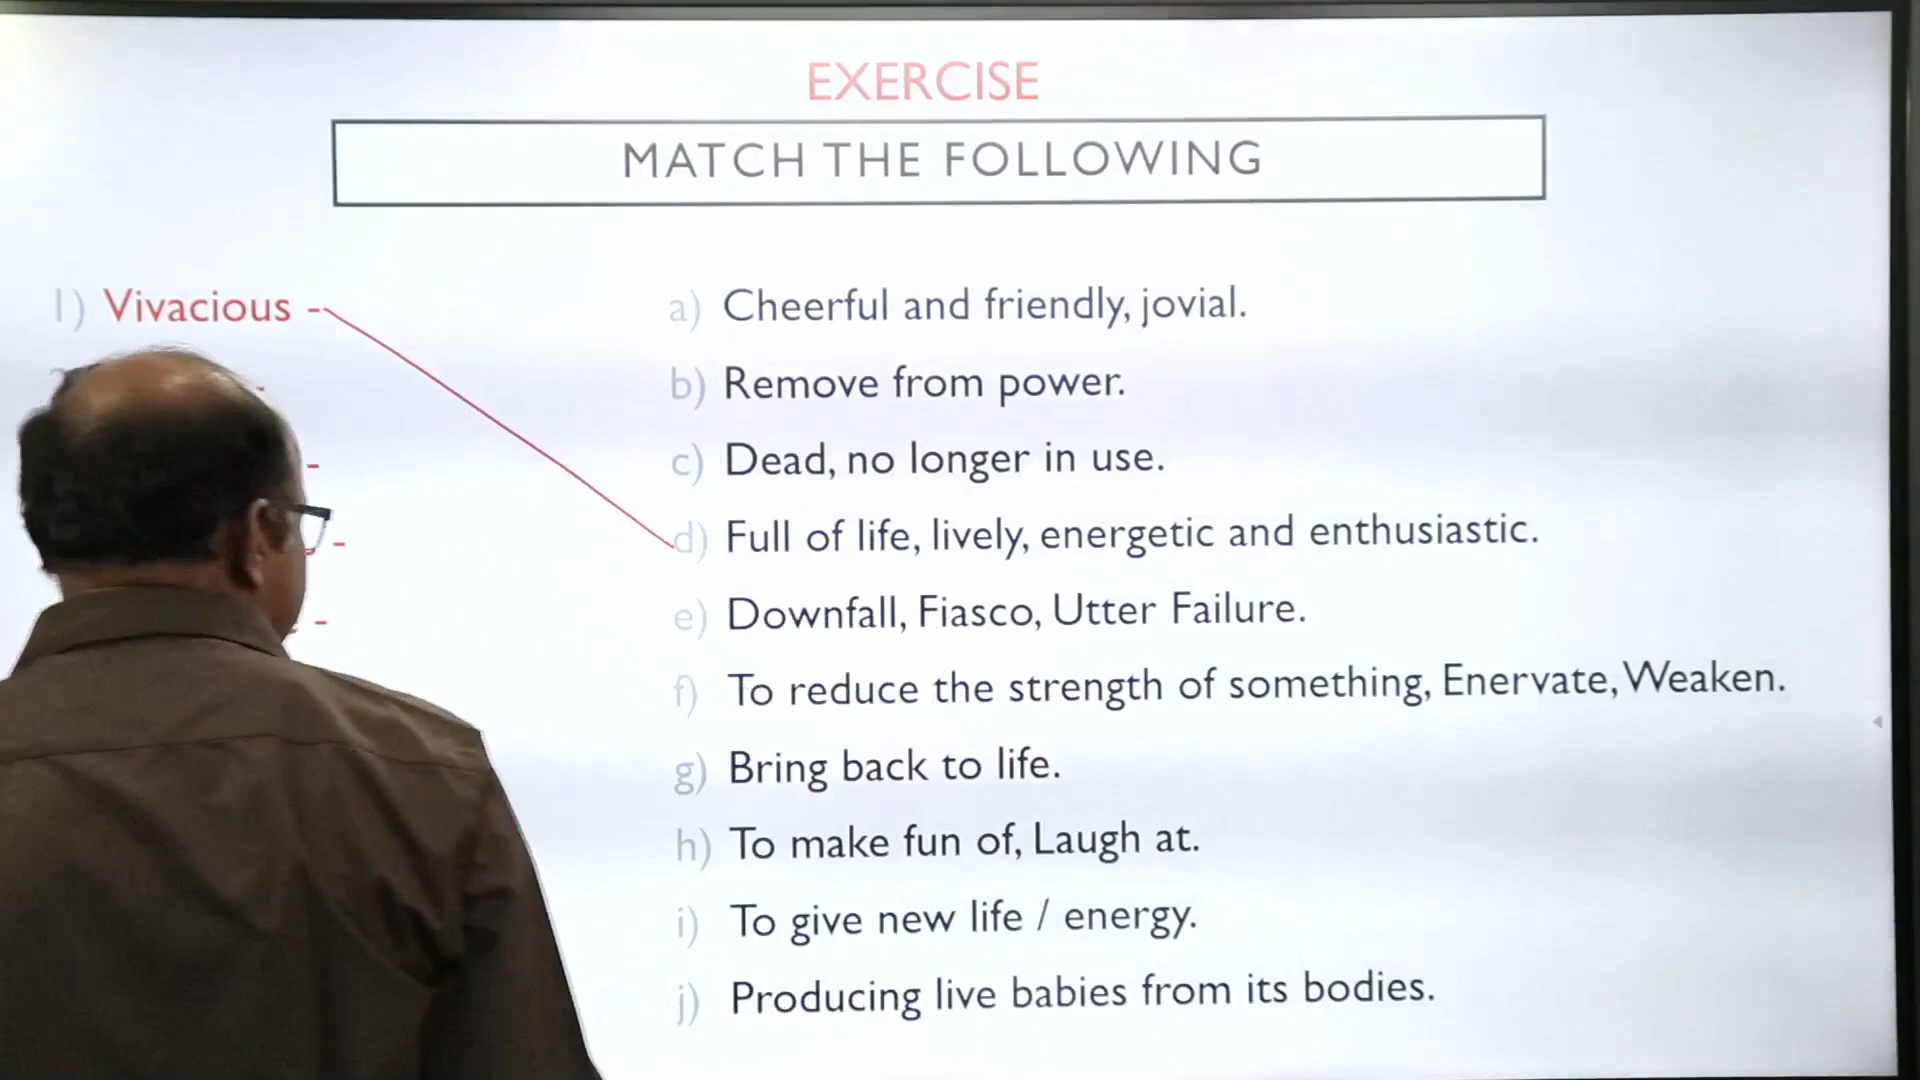 EXERCISE
MATCH THE FOLLOWING
1) Vivacious -
a) Cheerful and friendly, jovial.
b) Remove from power.
c) Dead, no longer in use.
d) Full of life, lively, energetic and enthusiastic.
e) Downfall, Fiasco, Utter Failure.
f) To reduce the strength of something, Enervate, Weaken.
g) Bring back to life.
h) To make fun of, Laugh at.
i) To give new life / energy.
j) Producing live babies from its bodies.